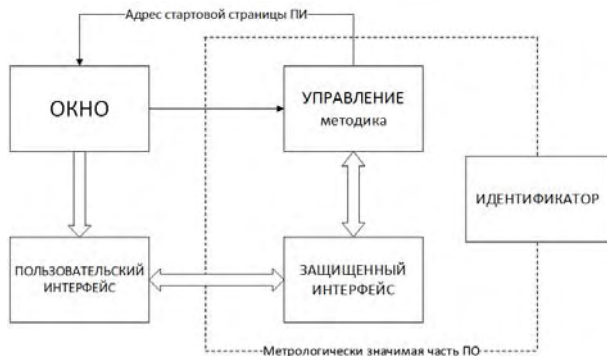 Адрес стартовой страницы ПИ
ОКНО
УПРАВЛЕНИЕ
методика
ИДЕНТИФИКАТОР
ПОЛЬЗОВАТЕЛЬСКИЙ
ИНТЕРФЕЙС
ЗАЩИЩЕННЫЙ
ИНТЕРФЕЙС
Метрологически значимая часть ПО